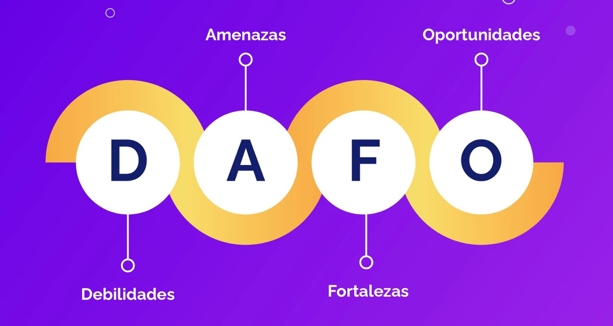 Amenazas
Oportunidades
D A F O
Debilidades
Fortalezas